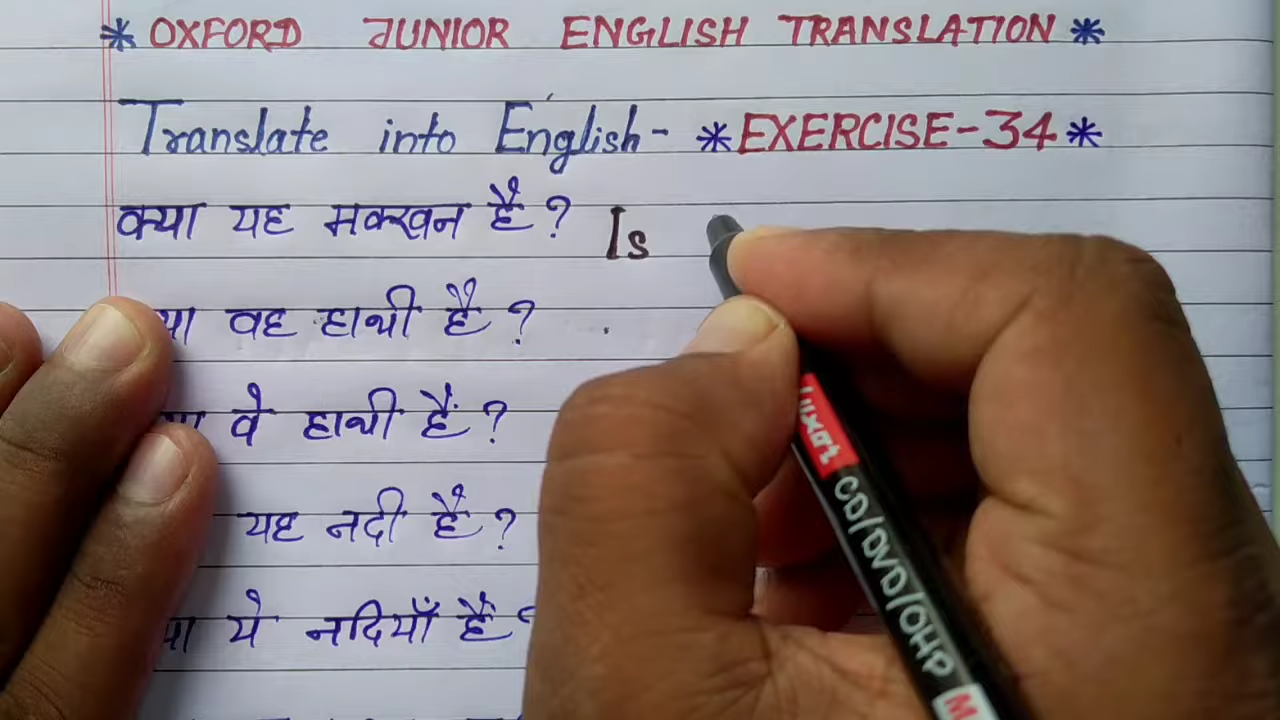 * OXFORD JUNIOR ENGLISH TRANSLATION *
Translate into English- *EXERCISE-34*
क्या यह मक्खन है? Is
वह हाथी है?
वे हाथी हैं?
यह नदी है?
ये नदियाँ हैं?
Luxor CD/DVD/OHP M